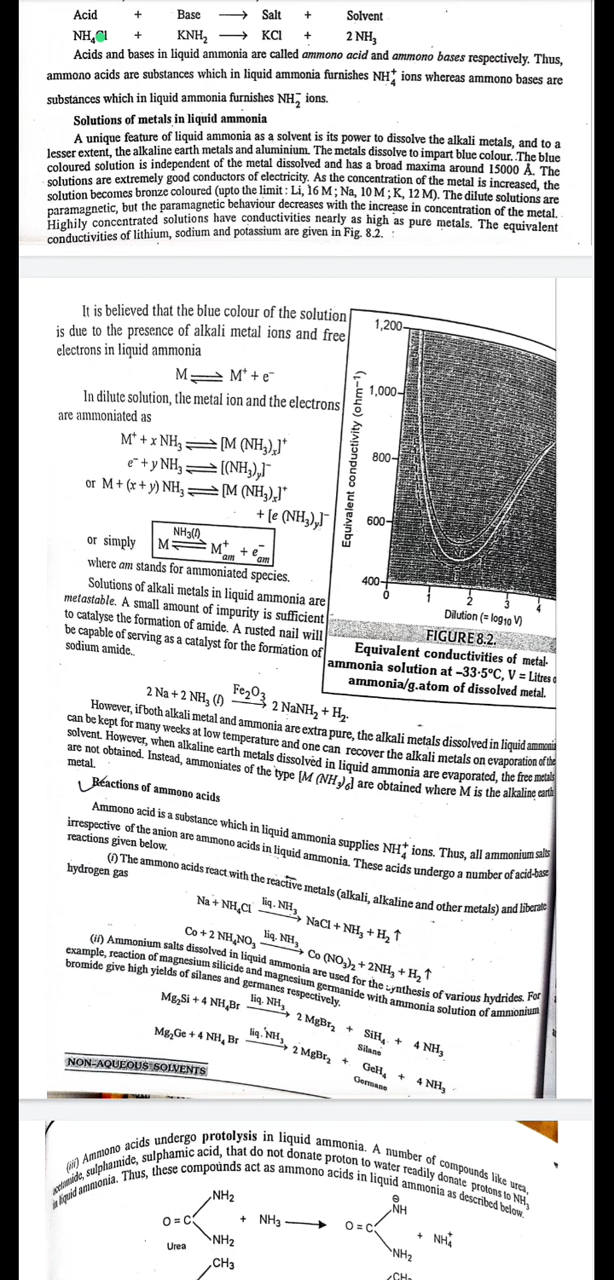 Acid + Base ⟶ Salt + Solvent
NH₄Cl + KNH₂ ⟶ KCl + 2 NH₃
Acids and bases in liquid ammonia are called ammono acid and ammono bases respectively. Thus,
ammono acids are substances which in liquid ammonia furnishes NH₄⁺ ions whereas ammono bases are
substances which in liquid ammonia furnishes NH₂⁻ ions.
Solutions of metals in liquid ammonia
A unique feature of liquid ammonia as a solvent is its power to dissolve the alkali metals, and to a
lesser extent, the alkaline earth metals and aluminium. The metals dissolve to impart blue colour. The blue
coloured solution is independent of the metal dissolved and has a broad maxima around 15000 Å. The
solutions are extremely good conductors of electricity. As the concentration of the metal is increased, the
solution becomes bronze coloured (upto the limit : Li, 16 M ; Na, 10 M ; K, 12 M). The dilute solutions are
paramagnetic, but the paramagnetic behaviour decreases with the increase in concentration of the metal.
Highily concentrated solutions have conductivities nearly as high as pure metals. The equivalent
conductivities of lithium, sodium and potassium are given in Fig. 8.2.
It is believed that the blue colour of the solution
is due to the presence of alkali metal ions and free
electrons in liquid ammonia
M ⇌ M⁺ + e⁻
In dilute solution, the metal ion and the electrons
are ammoniated as
M⁺ + x NH₃ ⇌ [M (NH₃)ₓ]⁺
e⁻ + y NH₃ ⇌ [(NH₃)ᵧ]⁻
or M + (x + y) NH₃ ⇌ [M (NH₃)ₓ]⁺
+ [e (NH₃)ᵧ]⁻
or simply M ⇌ NH₃(l) M⁺am + e⁻am
where am stands for ammoniated species.
Solutions of alkali metals in liquid ammonia are
metastable. A small amount of impurity is sufficient
to catalyse the formation of amide. A rusted nail will
be capable of serving as a catalyst for the formation of
sodium amide.
Equivalent conductivity (ohm⁻¹)
1,200
1,000
800
600
400
0 1 2 3 4
Dilution (= log₁₀ V)
FIGURE 8.2.
Equivalent conductivities of metal-
ammonia solution at –33·5°C, V = Litres
ammonia/g.atom of dissolved metal.
2 Na + 2 NH₃ (l) Fe₂O₃ ⟶ 2 NaNH₂ + H₂.
However, if both alkali metal and ammonia are extra pure, the alkali metals dissolved in liquid ammonia
can be kept for many weeks at low temperature and one can recover the alkali metals on evaporation of the
solvent. However, when alkaline earth metals dissolved in liquid ammonia are evaporated, the free metals
are not obtained. Instead, ammoniates of the type [M (NH₃)₆] are obtained where M is the alkaline earth
metal.
Reactions of ammono acids
Ammono acid is a substance which in liquid ammonia supplies NH₄⁺ ions. Thus, all ammonium salts
irrespective of the anion are ammono acids in liquid ammonia. These acids undergo a number of acid-base
reactions given below.
(i) The ammono acids react with the reactive metals (alkali, alkaline and other metals) and liberate
hydrogen gas
Na + NH₄Cl liq. NH₃ ⟶ NaCl + NH₃ + H₂ ↑
Co + 2 NH₄NO₃ liq. NH₃ ⟶ Co (NO₃)₂ + 2NH₃ + H₂ ↑
(ii) Ammonium salts dissolved in liquid ammonia are used for the synthesis of various hydrides. For
example, reaction of magnesium silicide and magnesium germanide with ammonia solution of ammonium
bromide give high yields of silanes and germanes respectively.
Mg₂Si + 4 NH₄Br liq. NH₃ ⟶ 2 MgBr₂ + SiH₄ + 4 NH₃
Silane
Mg₂Ge + 4 NH₄ Br liq. NH₃ ⟶ 2 MgBr₂ + GeH₄ + 4 NH₃
Germane
NON-AQUEOUS SOLVENTS
(iii) Ammono acids undergo protolysis in liquid ammonia. A number of compounds like urea,
acetomide, sulphamide, sulphamic acid, that do not donate proton to water readily donate protons to NH₃
in liquid ammonia. Thus, these compounds act as ammono acids in liquid ammonia as described below.
NH₂ ⊖ NH
O = C + NH₃ ⟶ O = C + NH₄⁺
Urea NH₂ NH₂
CH₃